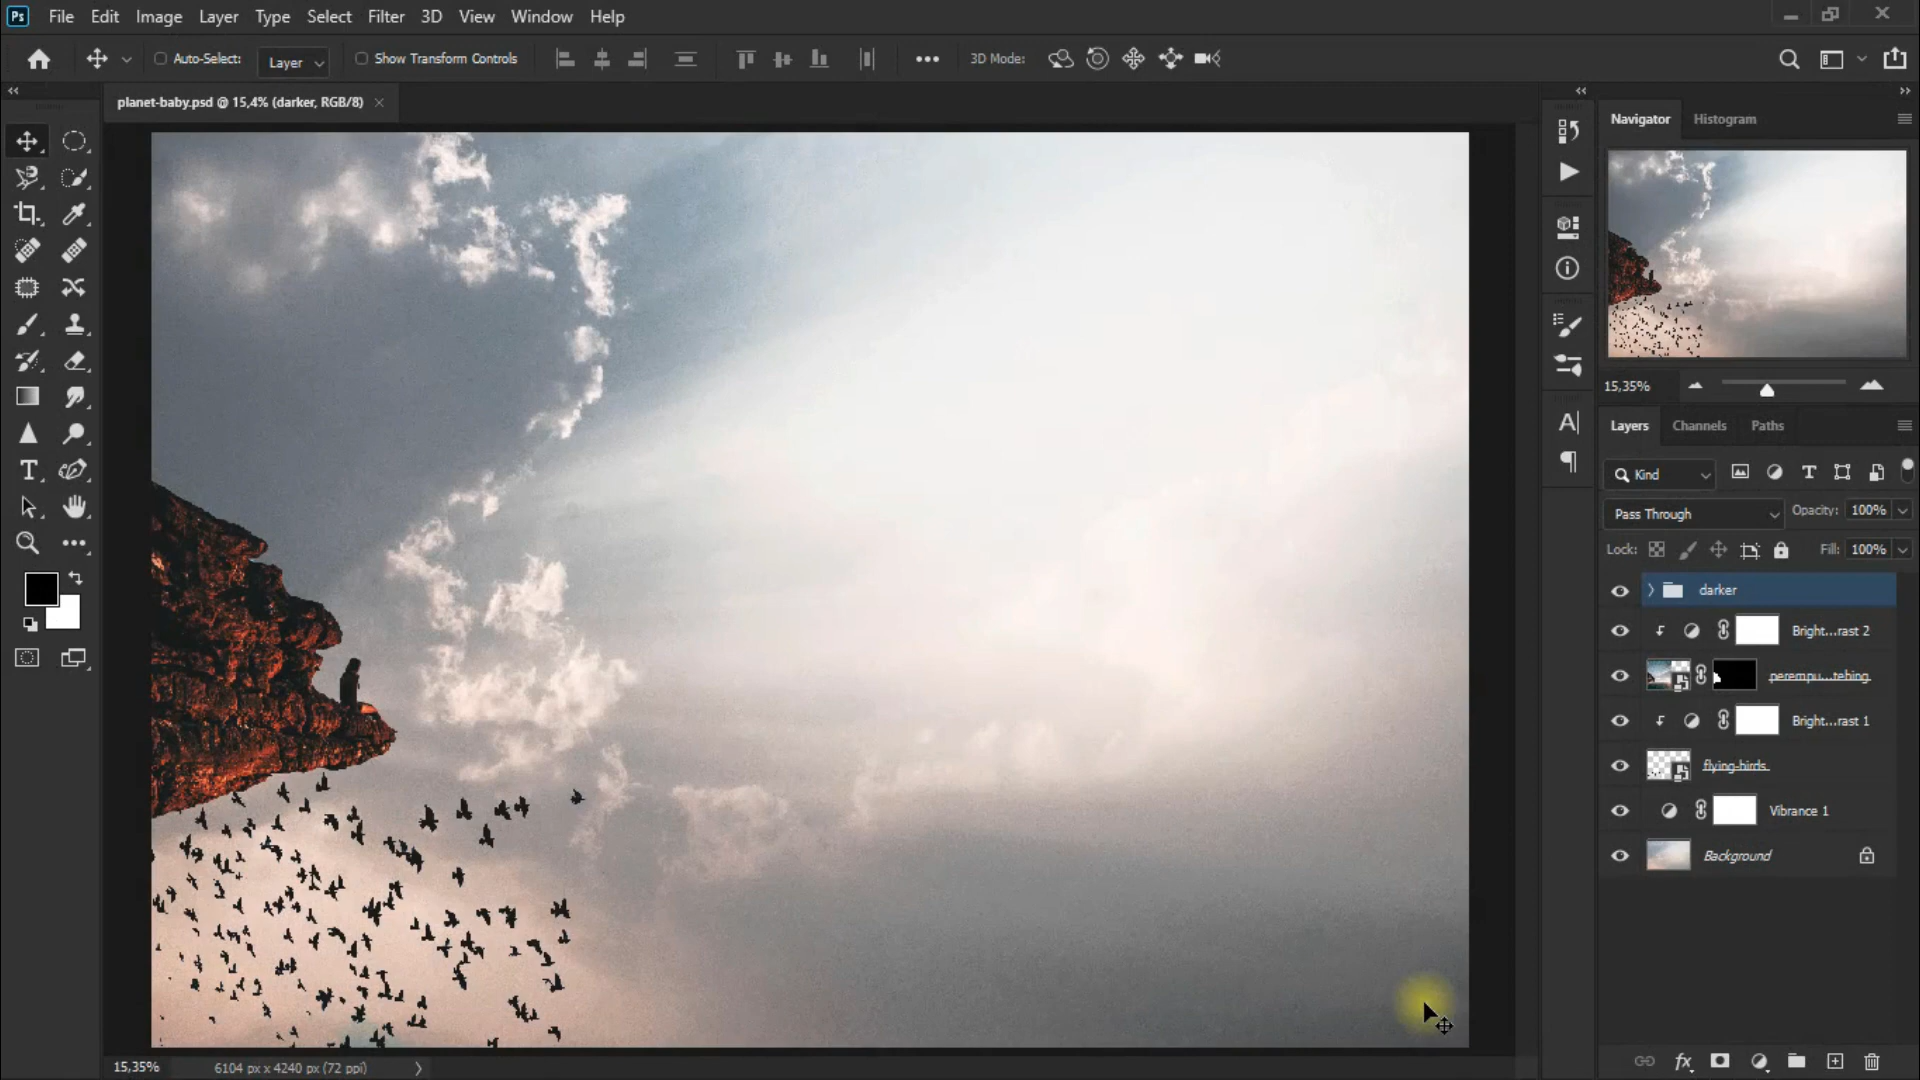 Ps File Edit Image Layer Type Select Filter 3D View Window Help
Auto-Select: Layer Show Transform Controls 3D Mode:
planet-baby.psd @ 15,4% (darker, RGB/8)
Navigator Histogram
15,35%
Layers Channels Paths
Kind
Pass Through Opacity: 100%
Lock: Fill: 100%
darker
Bright...rast 2
perempu...tebing
Bright...rast 1
flying-birds
Vibrance 1
Background
15,35% 6104 px x 4240 px (72 ppi)